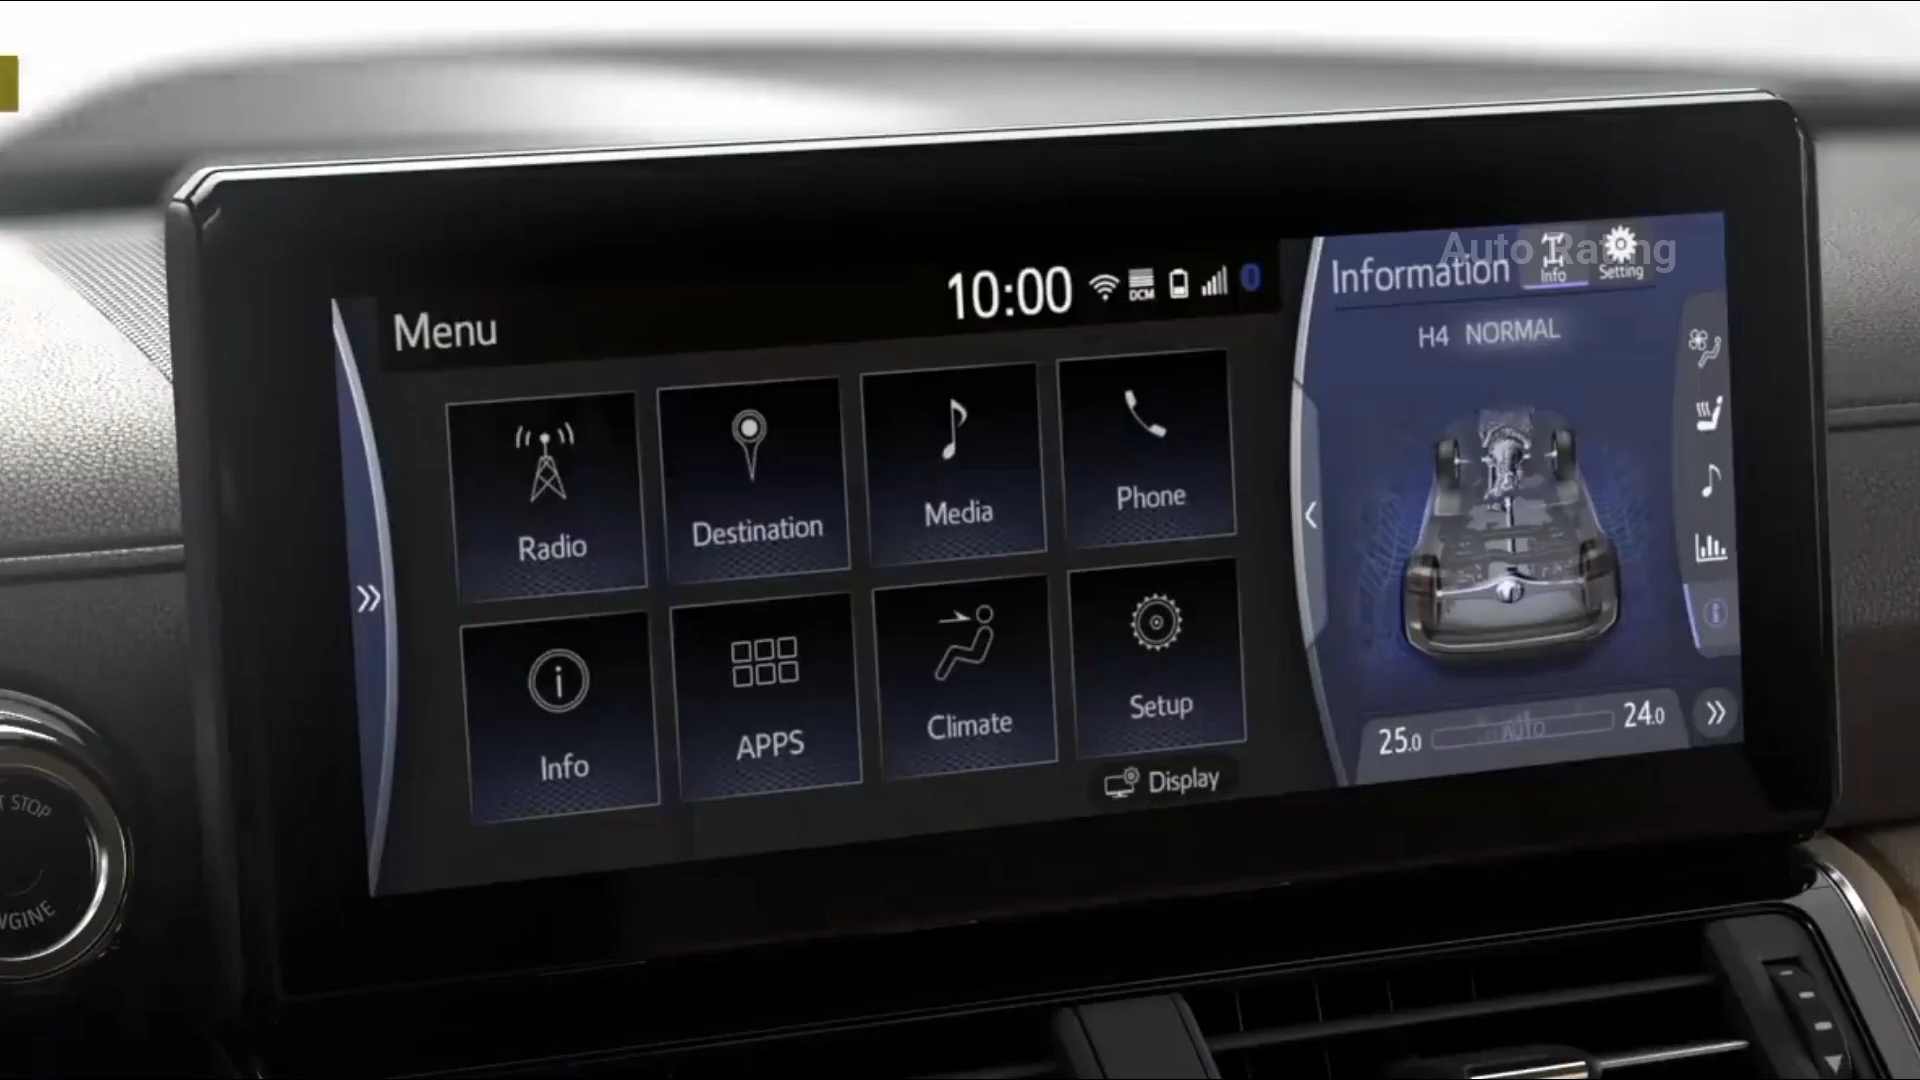 Auto Rating
Menu
10:00
DCM
Information
Info
Setting
H4 NORMAL
Radio
Destination
Media
Phone
Info
APPS
Climate
Setup
Display
25.0
AUTO
24.0
STOP